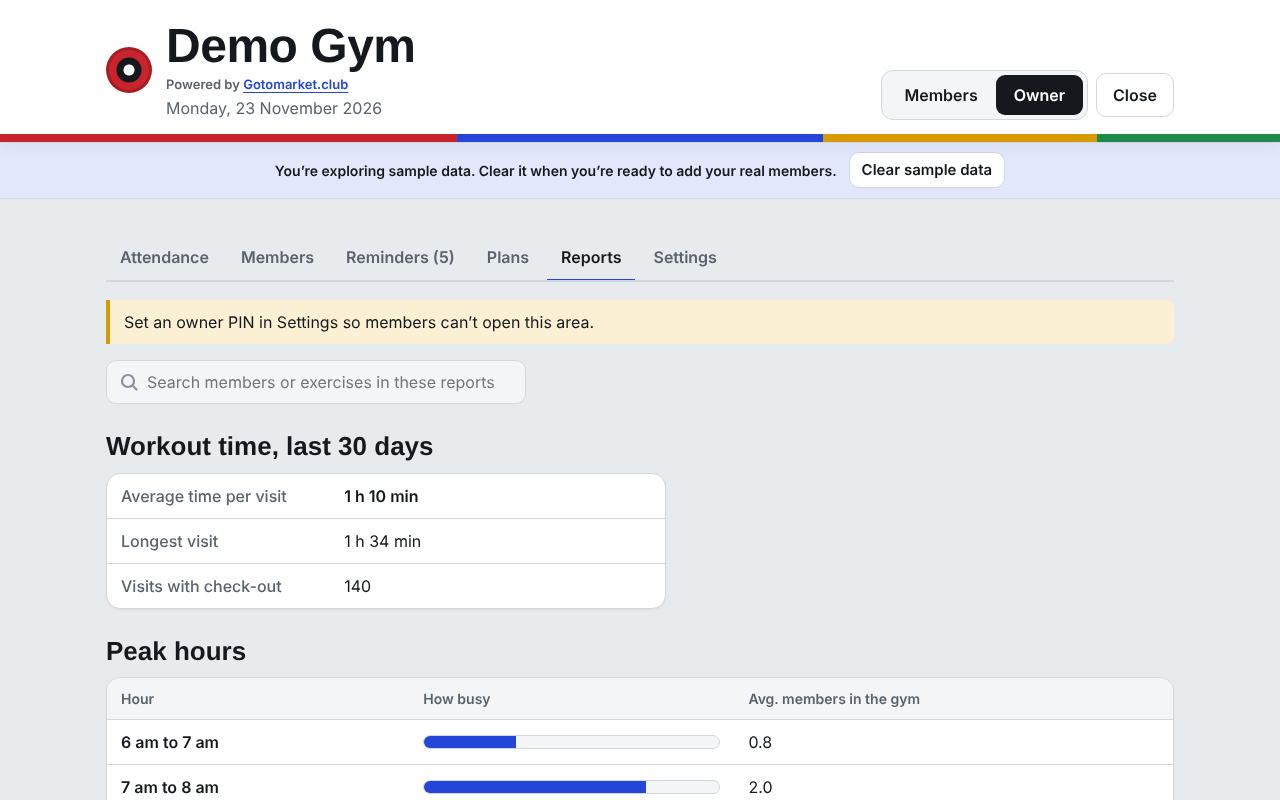 Demo Gym
Powered by Gotomarket.club
Monday, 23 November 2026
Members
Owner
Close
You’re exploring sample data. Clear it when you’re ready to add your real members.
Clear sample data
Attendance
Members
Reminders (5)
Plans
Reports
Settings
Set an owner PIN in Settings so members can’t open this area.
Search members or exercises in these reports
Workout time, last 30 days
Average time per visit 1 h 10 min
Longest visit 1 h 34 min
Visits with check-out 140
Peak hours
Hour How busy Avg. members in the gym
6 am to 7 am 0.8
7 am to 8 am 2.0